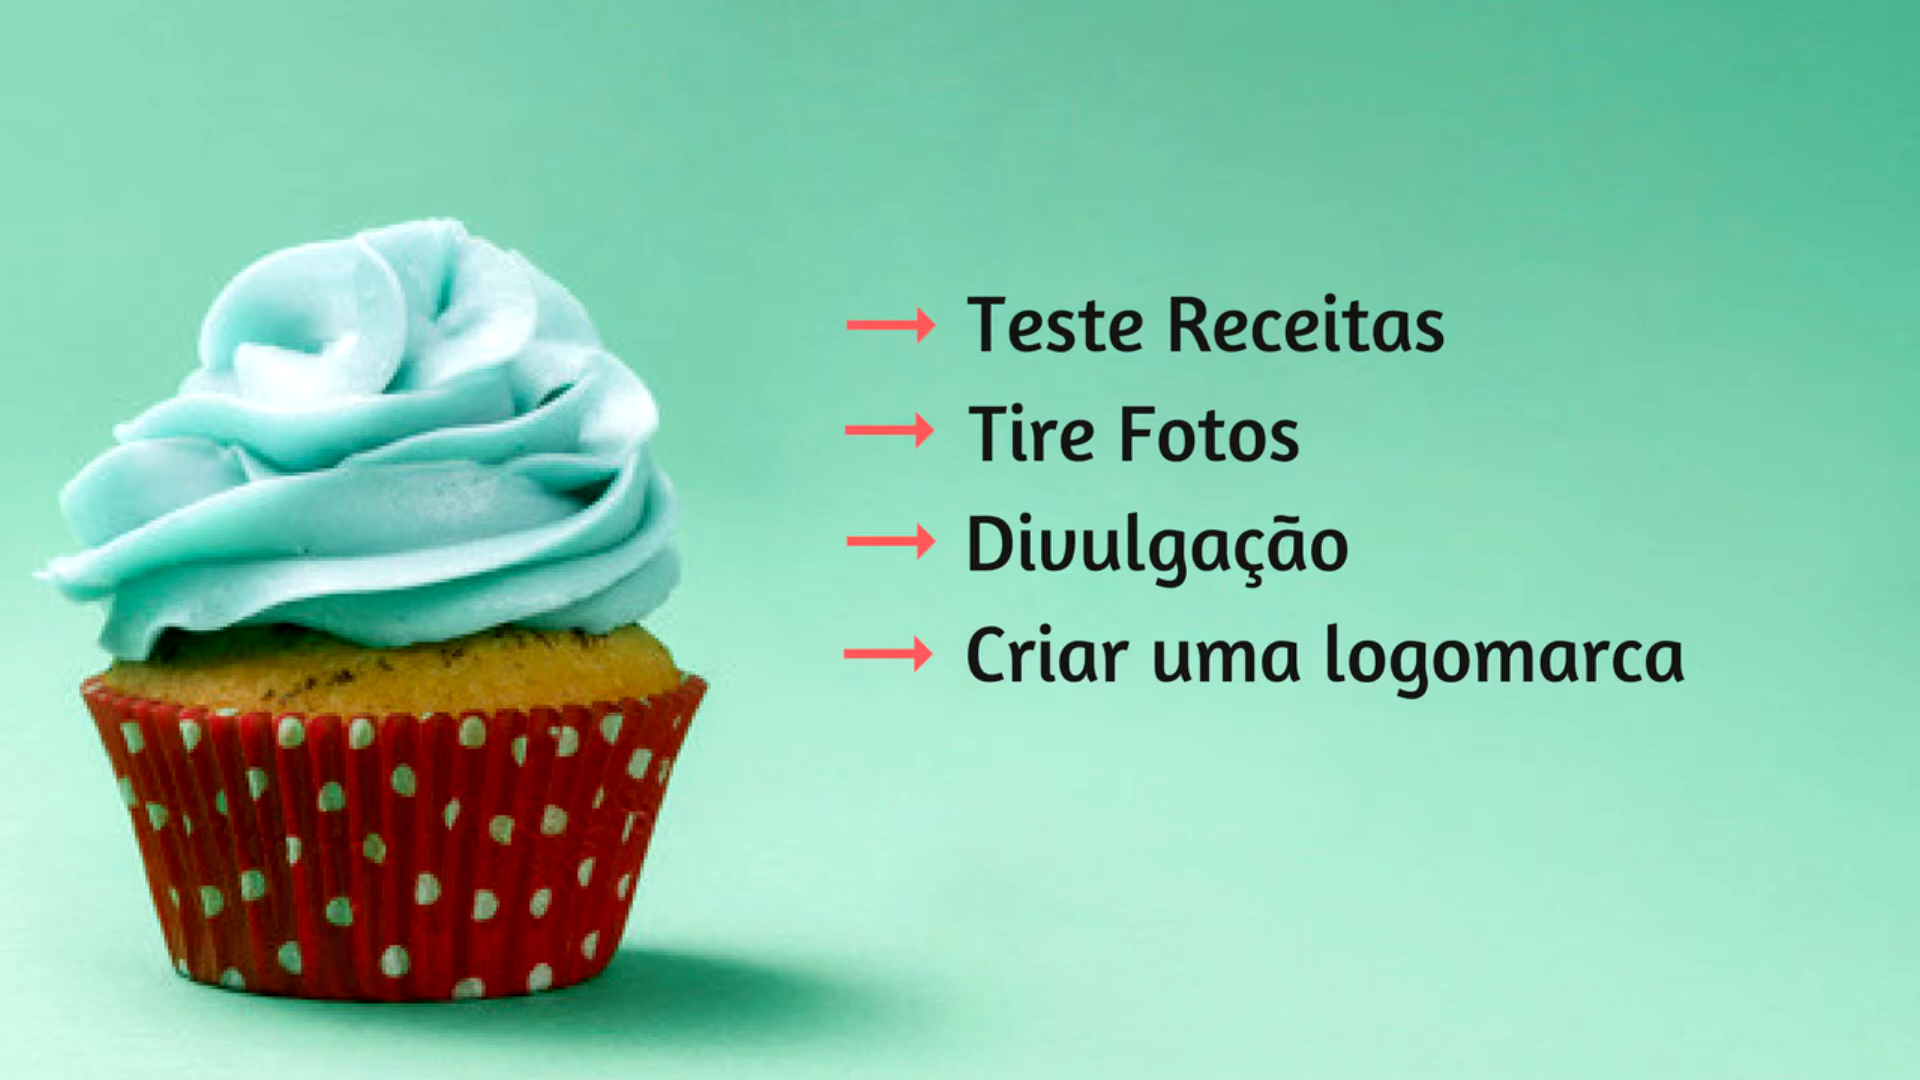 Teste Receitas
Tire Fotos
Divulgação
Criar uma logomarca